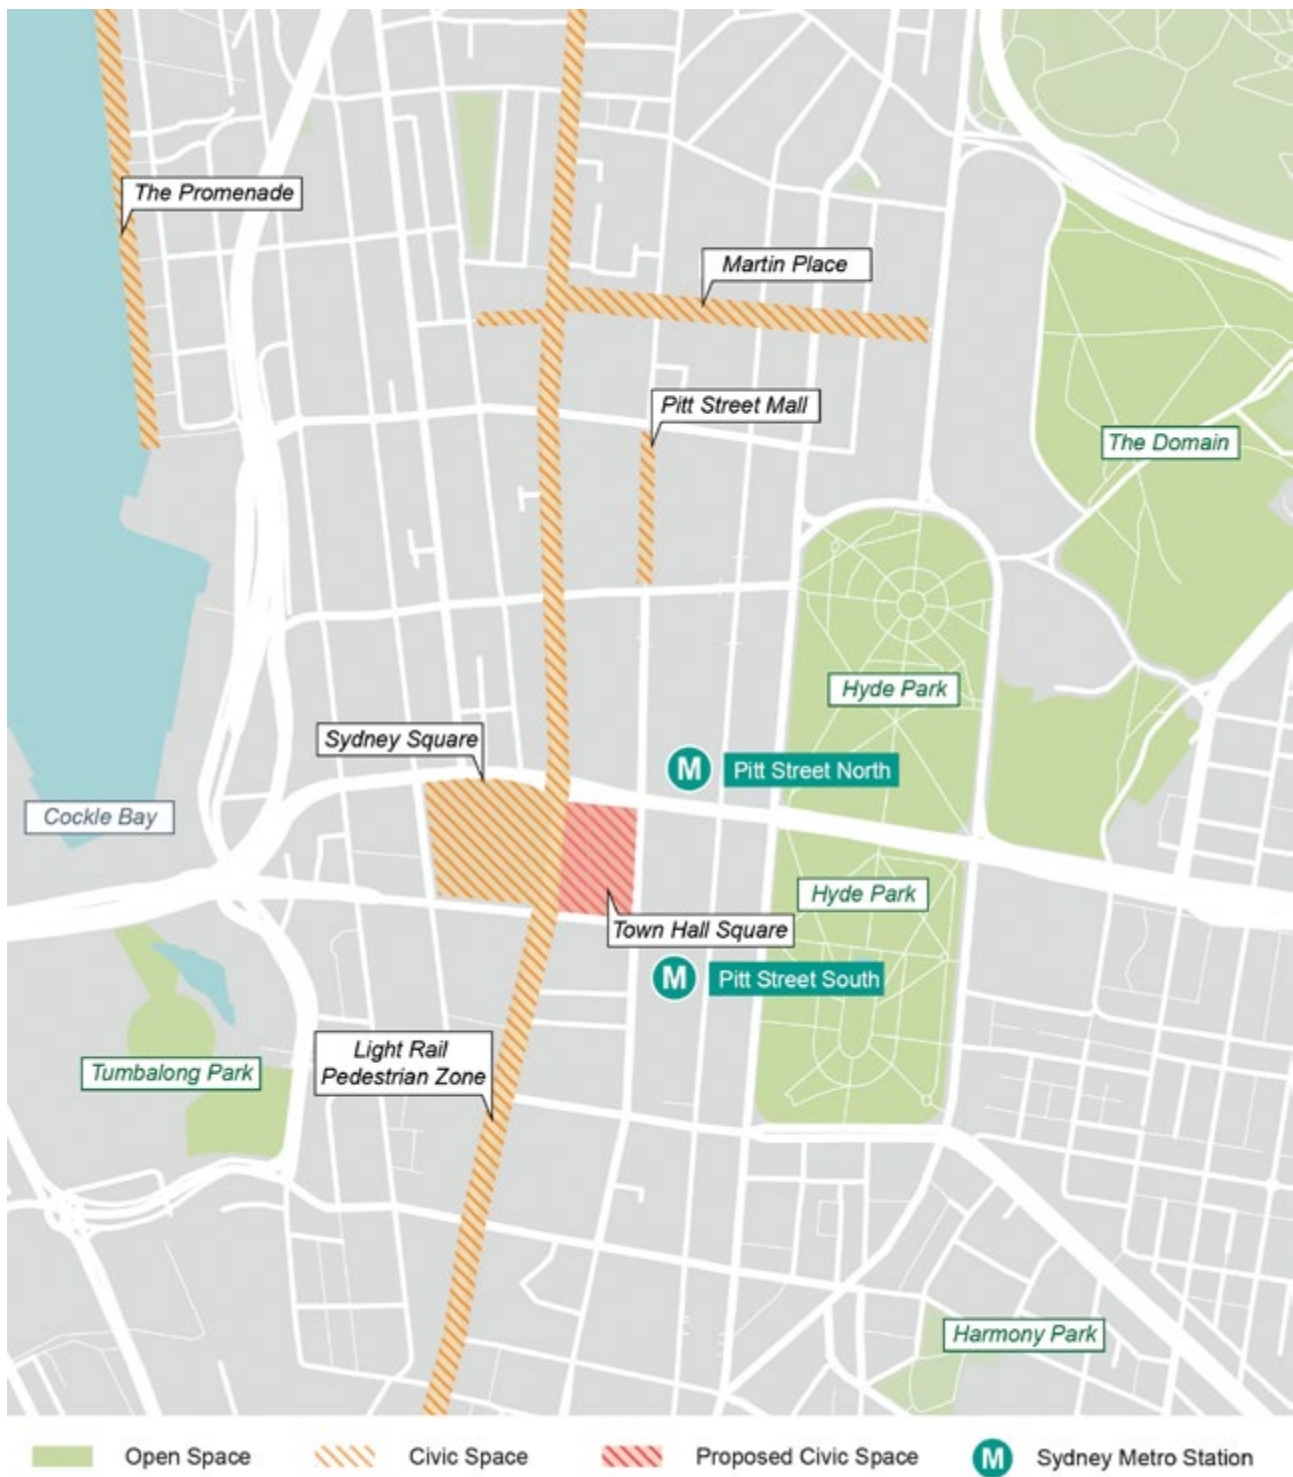 The Promenade
Martin Place
Pitt Street Mall
The Domain
Hyde Park
Sydney Square
M Pitt Street North
Cockle Bay
Hyde Park
Town Hall Square
M Pitt Street South
Light Rail
Pedestrian Zone
Tumbalong Park
Harmony Park
Open Space
Civic Space
Proposed Civic Space
M Sydney Metro Station